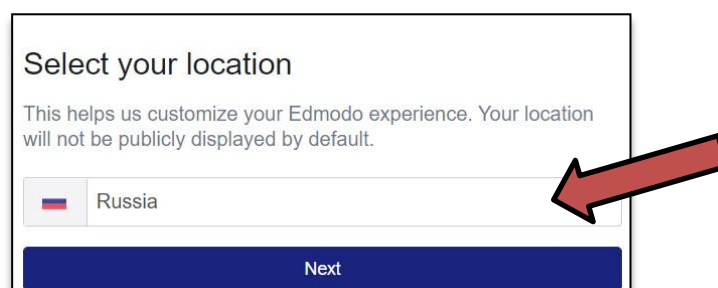 Select your location
This helps us customize your Edmodo experience. Your location
will not be publicly displayed by default.
Russia
Next